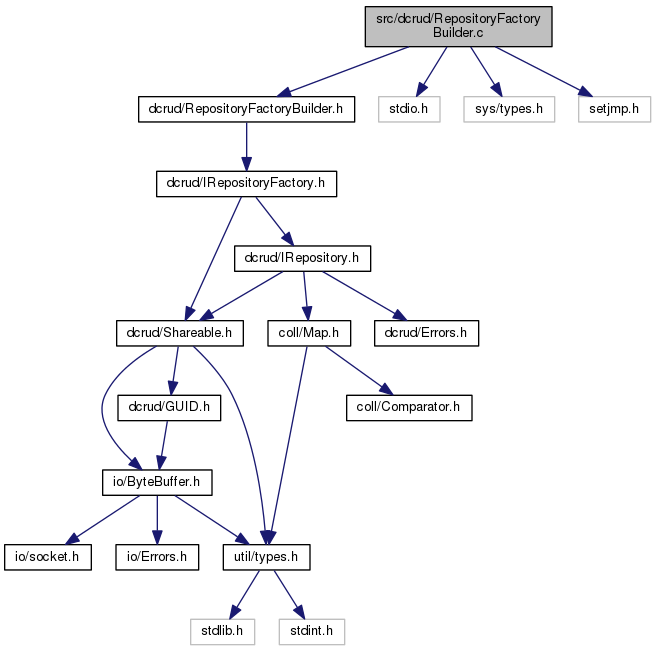 src/dcrud/RepositoryFactory
Builder.c
dcrud/RepositoryFactoryBuilder.h
stdio.h
sys/types.h
setjmp.h
dcrud/IRepositoryFactory.h
dcrud/IRepository.h
dcrud/Shareable.h
coll/Map.h
dcrud/Errors.h
dcrud/GUID.h
coll/Comparator.h
io/ByteBuffer.h
io/socket.h
io/Errors.h
util/types.h
stdlib.h
stdint.h